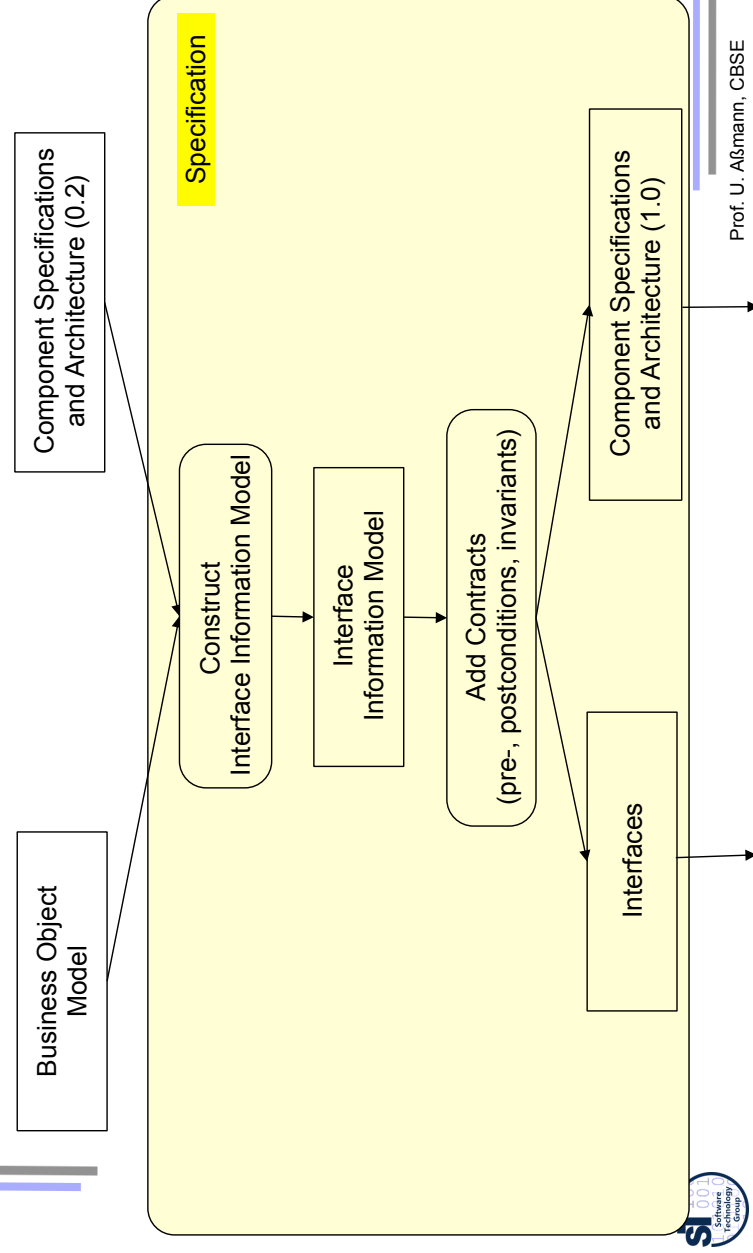 Business Object
Model
Component Specifications
and Architecture (0.2)
Specification
Construct
Interface Information Model
Interface
Information Model
Add Contracts
(pre-, postconditions, invariants)
Interfaces
Component Specifications
and Architecture (1.0)
Prof. U. Aßmann, CBSE
Software
Technology
Group